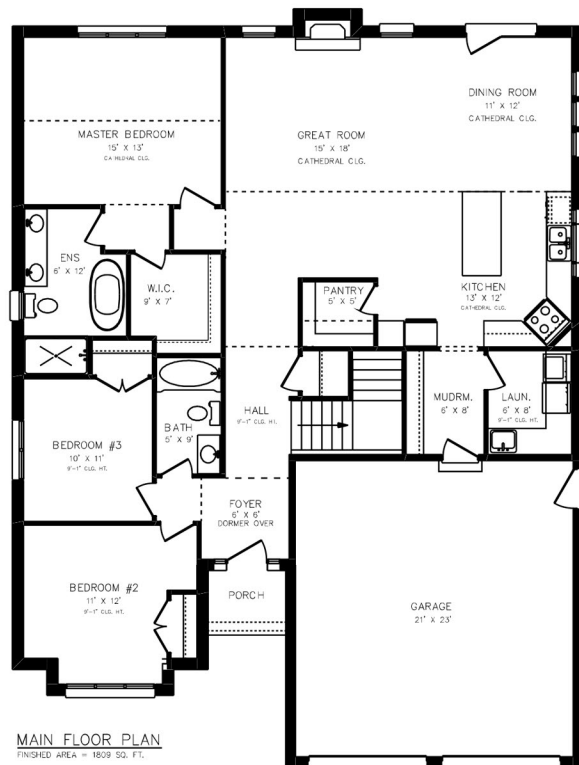 DINING ROOM
11' X 12'
CATHEDRAL CLG.
MASTER BEDROOM
15' X 13'
CATHEDRAL CLG.
GREAT ROOM
15' X 18'
CATHEDRAL CLG.
ENS
6' X 12'
W.I.C.
9' X 7'
PANTRY
5' X 5'
KITCHEN
13' X 12'
CATHEDRAL CLG.
MUDRM.
6' X 8'
LAUN.
6' X 8'
9'-1" CLG. HT.
HALL
9'-1" CLG. HT.
BATH
5' X 9'
BEDROOM #3
10' X 11'
9'-1" CLG. HT.
FOYER
6' X 6'
DORMER OVER
BEDROOM #2
11' X 12'
9'-1" CLG. HT.
PORCH
GARAGE
21' X 23'
MAIN FLOOR PLAN
FINISHED AREA = 1809 SQ. FT.